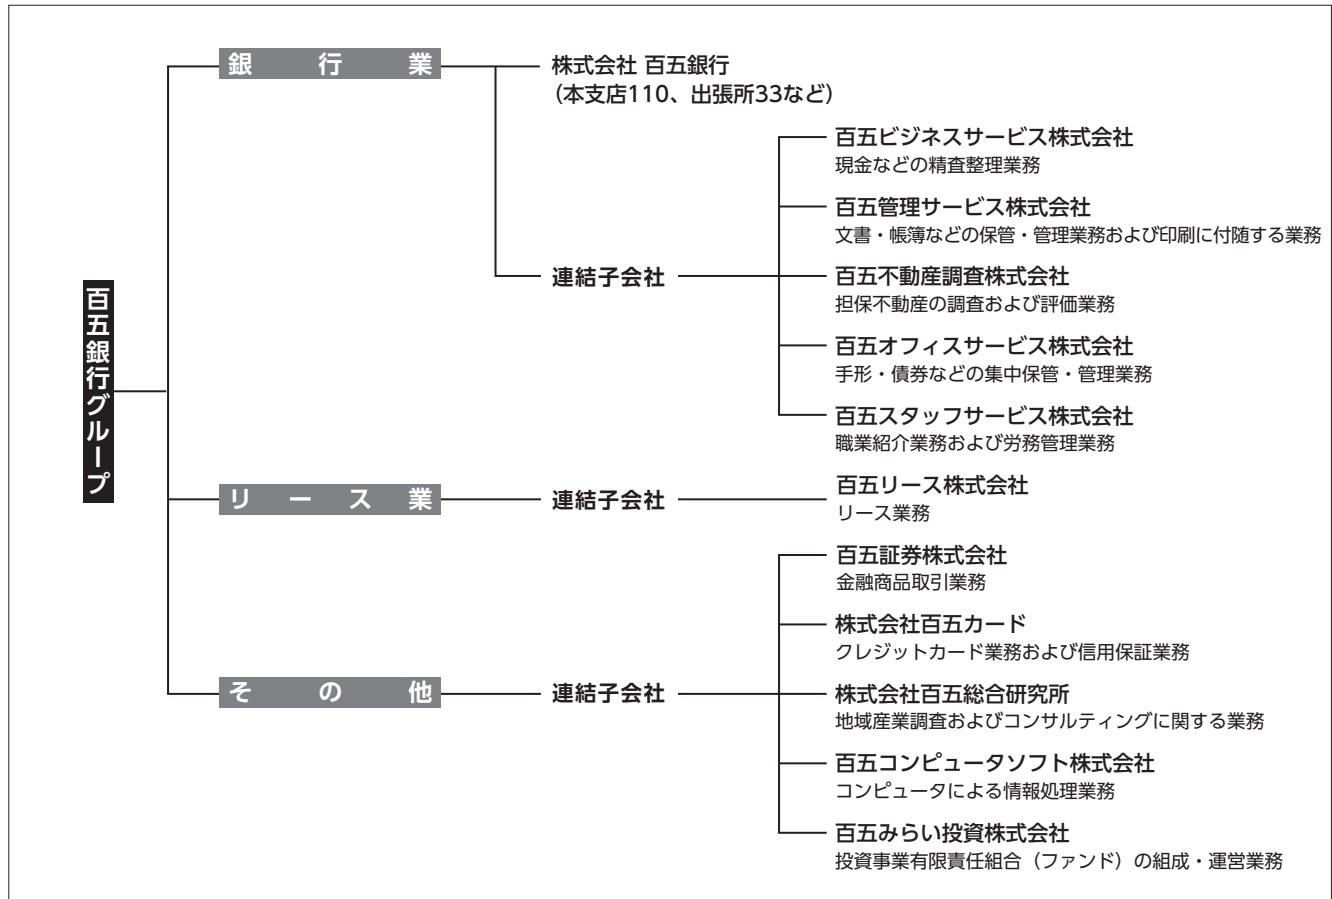 百五銀行グループ
銀行業
株式会社 百五銀行
（本支店110、出張所33など）
連結子会社
百五ビジネスサービス株式会社
現金などの精査整理業務
百五管理サービス株式会社
文書・帳簿などの保管・管理業務および印刷に付随する業務
百五不動産調査株式会社
担保不動産の調査および評価業務
百五オフィスサービス株式会社
手形・債券などの集中保管・管理業務
百五スタッフサービス株式会社
職業紹介業務および労務管理業務
リース業
連結子会社
百五リース株式会社
リース業務
その他
連結子会社
百五証券株式会社
金融商品取引業務
株式会社百五カード
クレジットカード業務および信用保証業務
株式会社百五総合研究所
地域産業調査およびコンサルティングに関する業務
百五コンピュータソフト株式会社
コンピュータによる情報処理業務
百五みらい投資株式会社
投資事業有限責任組合（ファンド）の組成・運営業務